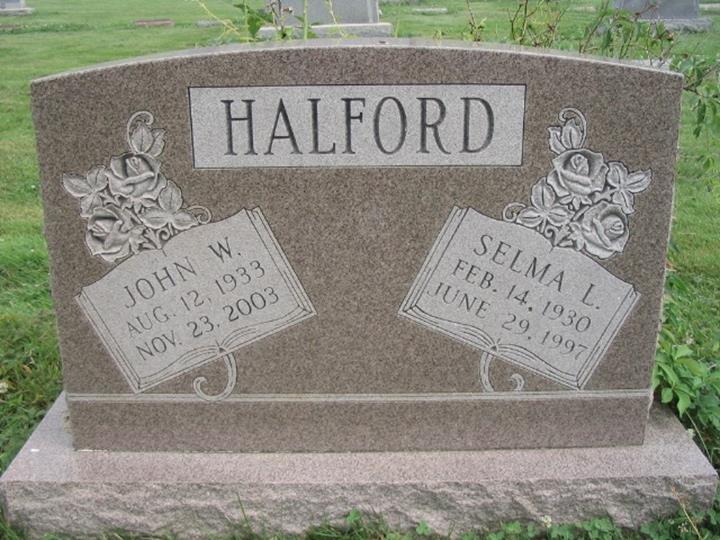 HALFORD
JOHN W.
AUG. 12, 1933
NOV. 23, 2003
SELMA L.
FEB. 14, 1930
JUNE 29, 1997